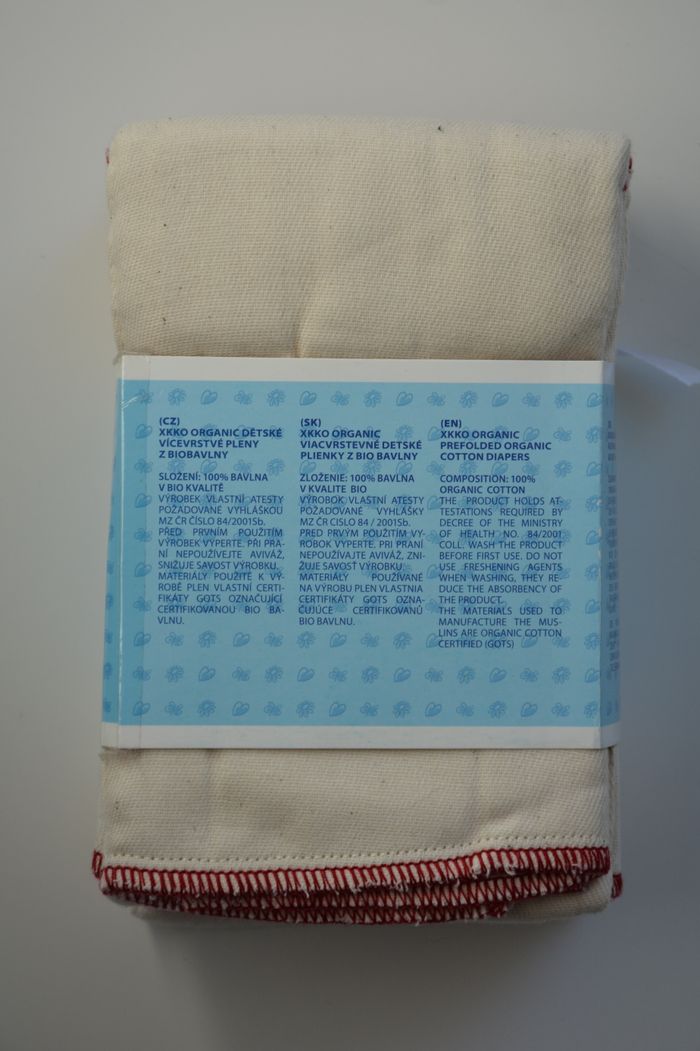 (CZ)
XKKO ORGANIC DĚTSKÉ
VÍCEVRSTVÉ PLENY
Z BIOBAVLNY
SLOŽENÍ: 100% BAVLNA
V BIO KVALITĚ
VÝROBEK VLASTNÍ ATESTY
POŽADOVANÉ VYHLÁŠKOU
MZ ČR ČÍSLO 84/2001Sb.
PŘED PRVNÍM POUŽITÍM
VÝROBEK VYPERTE. PŘI PRA-
NÍ NEPOUŽÍVEJTE AVIVÁŽ,
SNIŽUJE SAVOST VÝROBKU.
MATERIÁLY POUŽITÉ K VÝ-
ROBĚ PLEN VLASTNÍ CERTI-
FIKÁTY GOTS OZNAČUJÍCÍ
CERTIFIKOVANOU BIO BA-
VLNU.
(SK)
XKKO ORGANIC
VIACVRSTEVNÉ DETSKÉ
PLIENKY Z BIO BAVLNY
ZLOŽENIE: 100% BAVLNA
V KVALITE BIO
VÝROBOK VLASTNÍ ATESTY
POŽADOVANÉ VYHLÁŠKY
MZ ČR CISLO 84 / 2001Sb.
PRED PRVÝM POUŽITÍM VÝ-
ROBOK VYPERTE. PRI PRANÍ
NEPOUŽÍVAJTE AVIVÁŽ, ZNI-
ŽUJE SAVOSŤ VÝROBKU.
MATERIÁLY POUŽÍVANÉ
NA VÝROBU PLIEN VLASTNIA
CERTIFIKÁTY GOTS OZNA-
ČUJÚCE CERTIFIKOVANÚ
BIO BAVLNU.
(EN)
XKKO ORGANIC
PREFOLDED ORGANIC
COTTON DIAPERS
COMPOSITION: 100%
ORGANIC COTTON
THE PRODUCT HOLDS AT-
TESTATIONS REQUIRED BY
DECREE OF THE MINISTRY
OF HEALTH NO. 84/2001
COLL. WASH THE PRODUCT
BEFORE FIRST USE. DO NOT
USE FRESHENING AGENTS
WHEN WASHING, THEY RE-
DUCE THE ABSORBENCY OF
THE PRODUCT.
THE MATERIALS USED TO
MANUFACTURE THE MUS-
LINS ARE ORGANIC COTTON
CERTIFIED (GOTS)